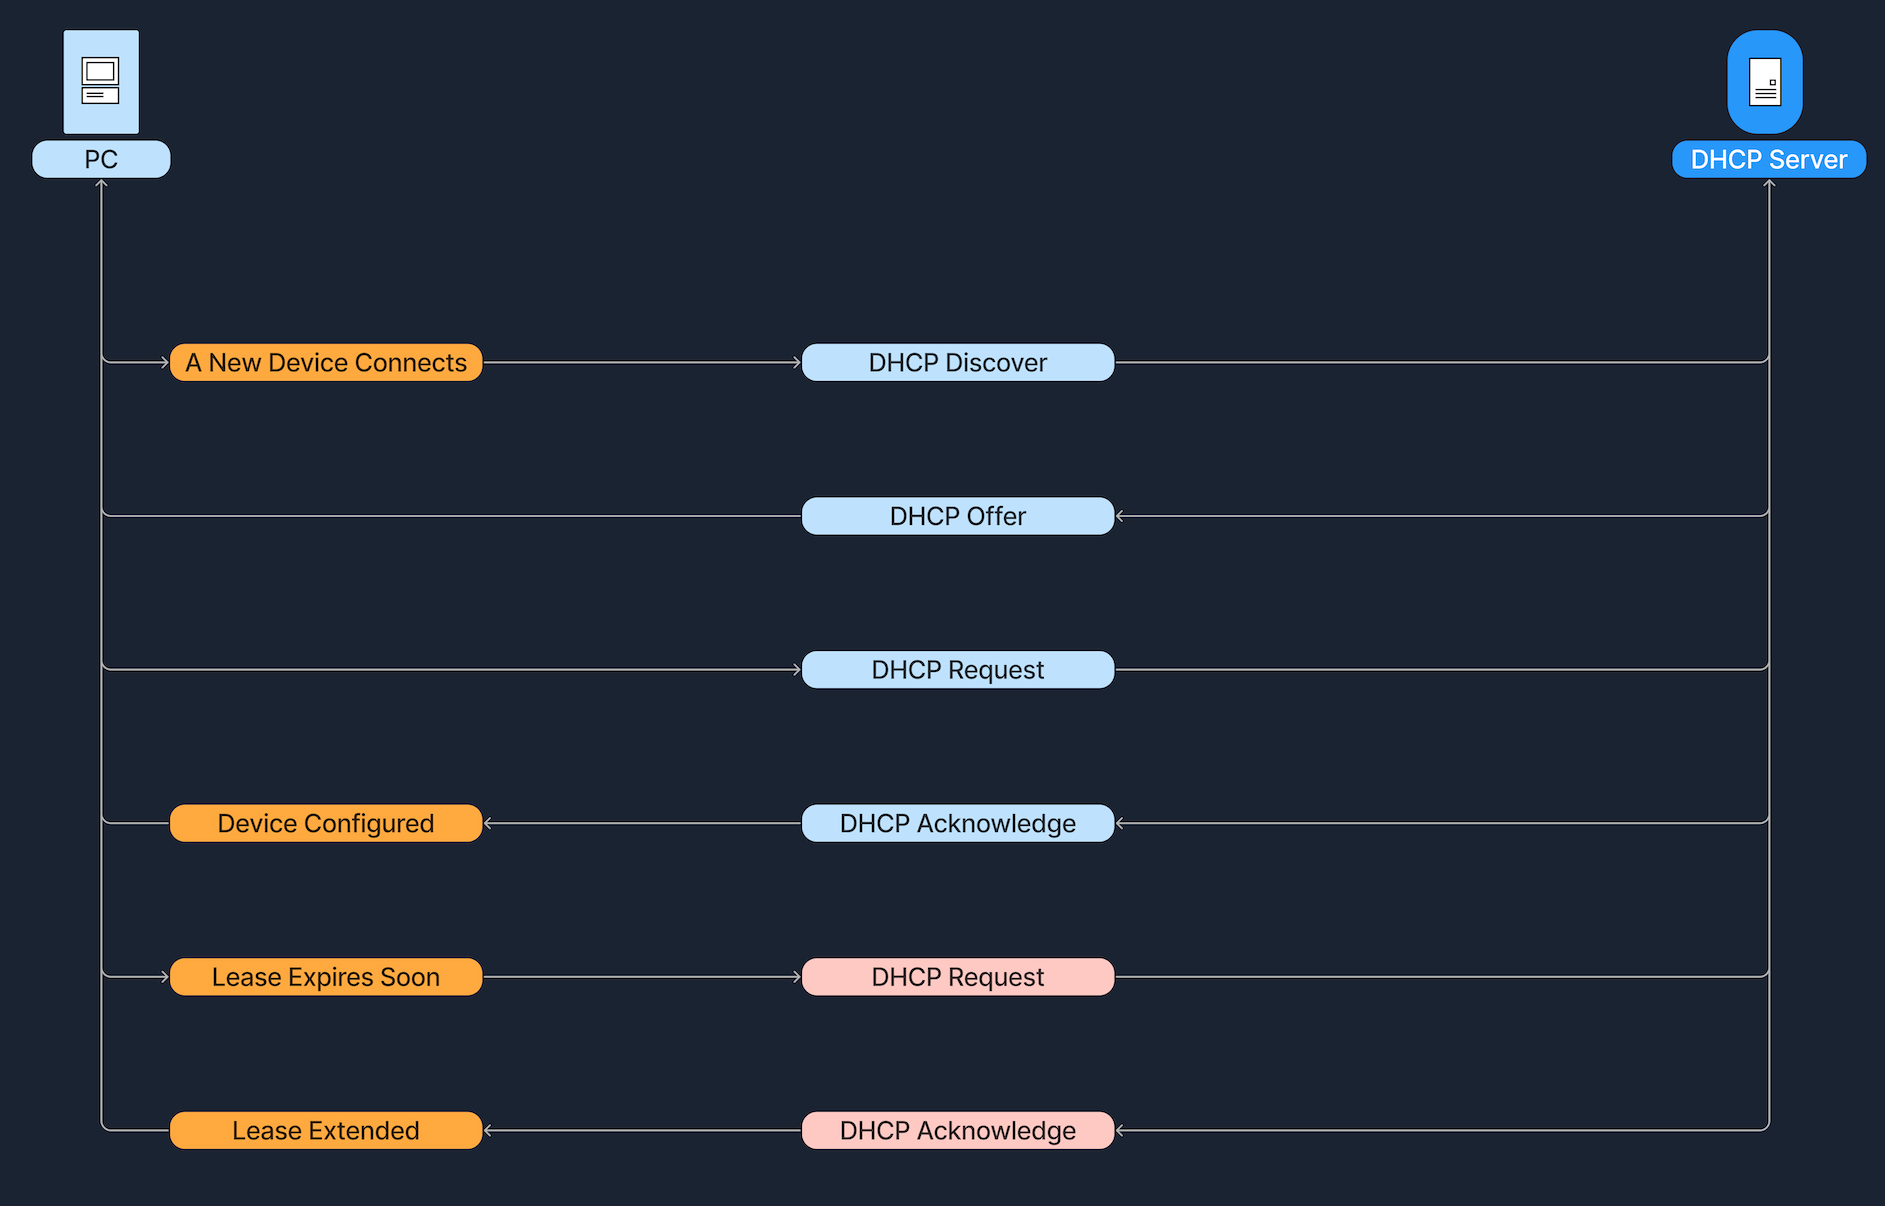 PC
DHCP Server
A New Device Connects
DHCP Discover
DHCP Offer
DHCP Request
Device Configured
DHCP Acknowledge
Lease Expires Soon
DHCP Request
Lease Extended
DHCP Acknowledge